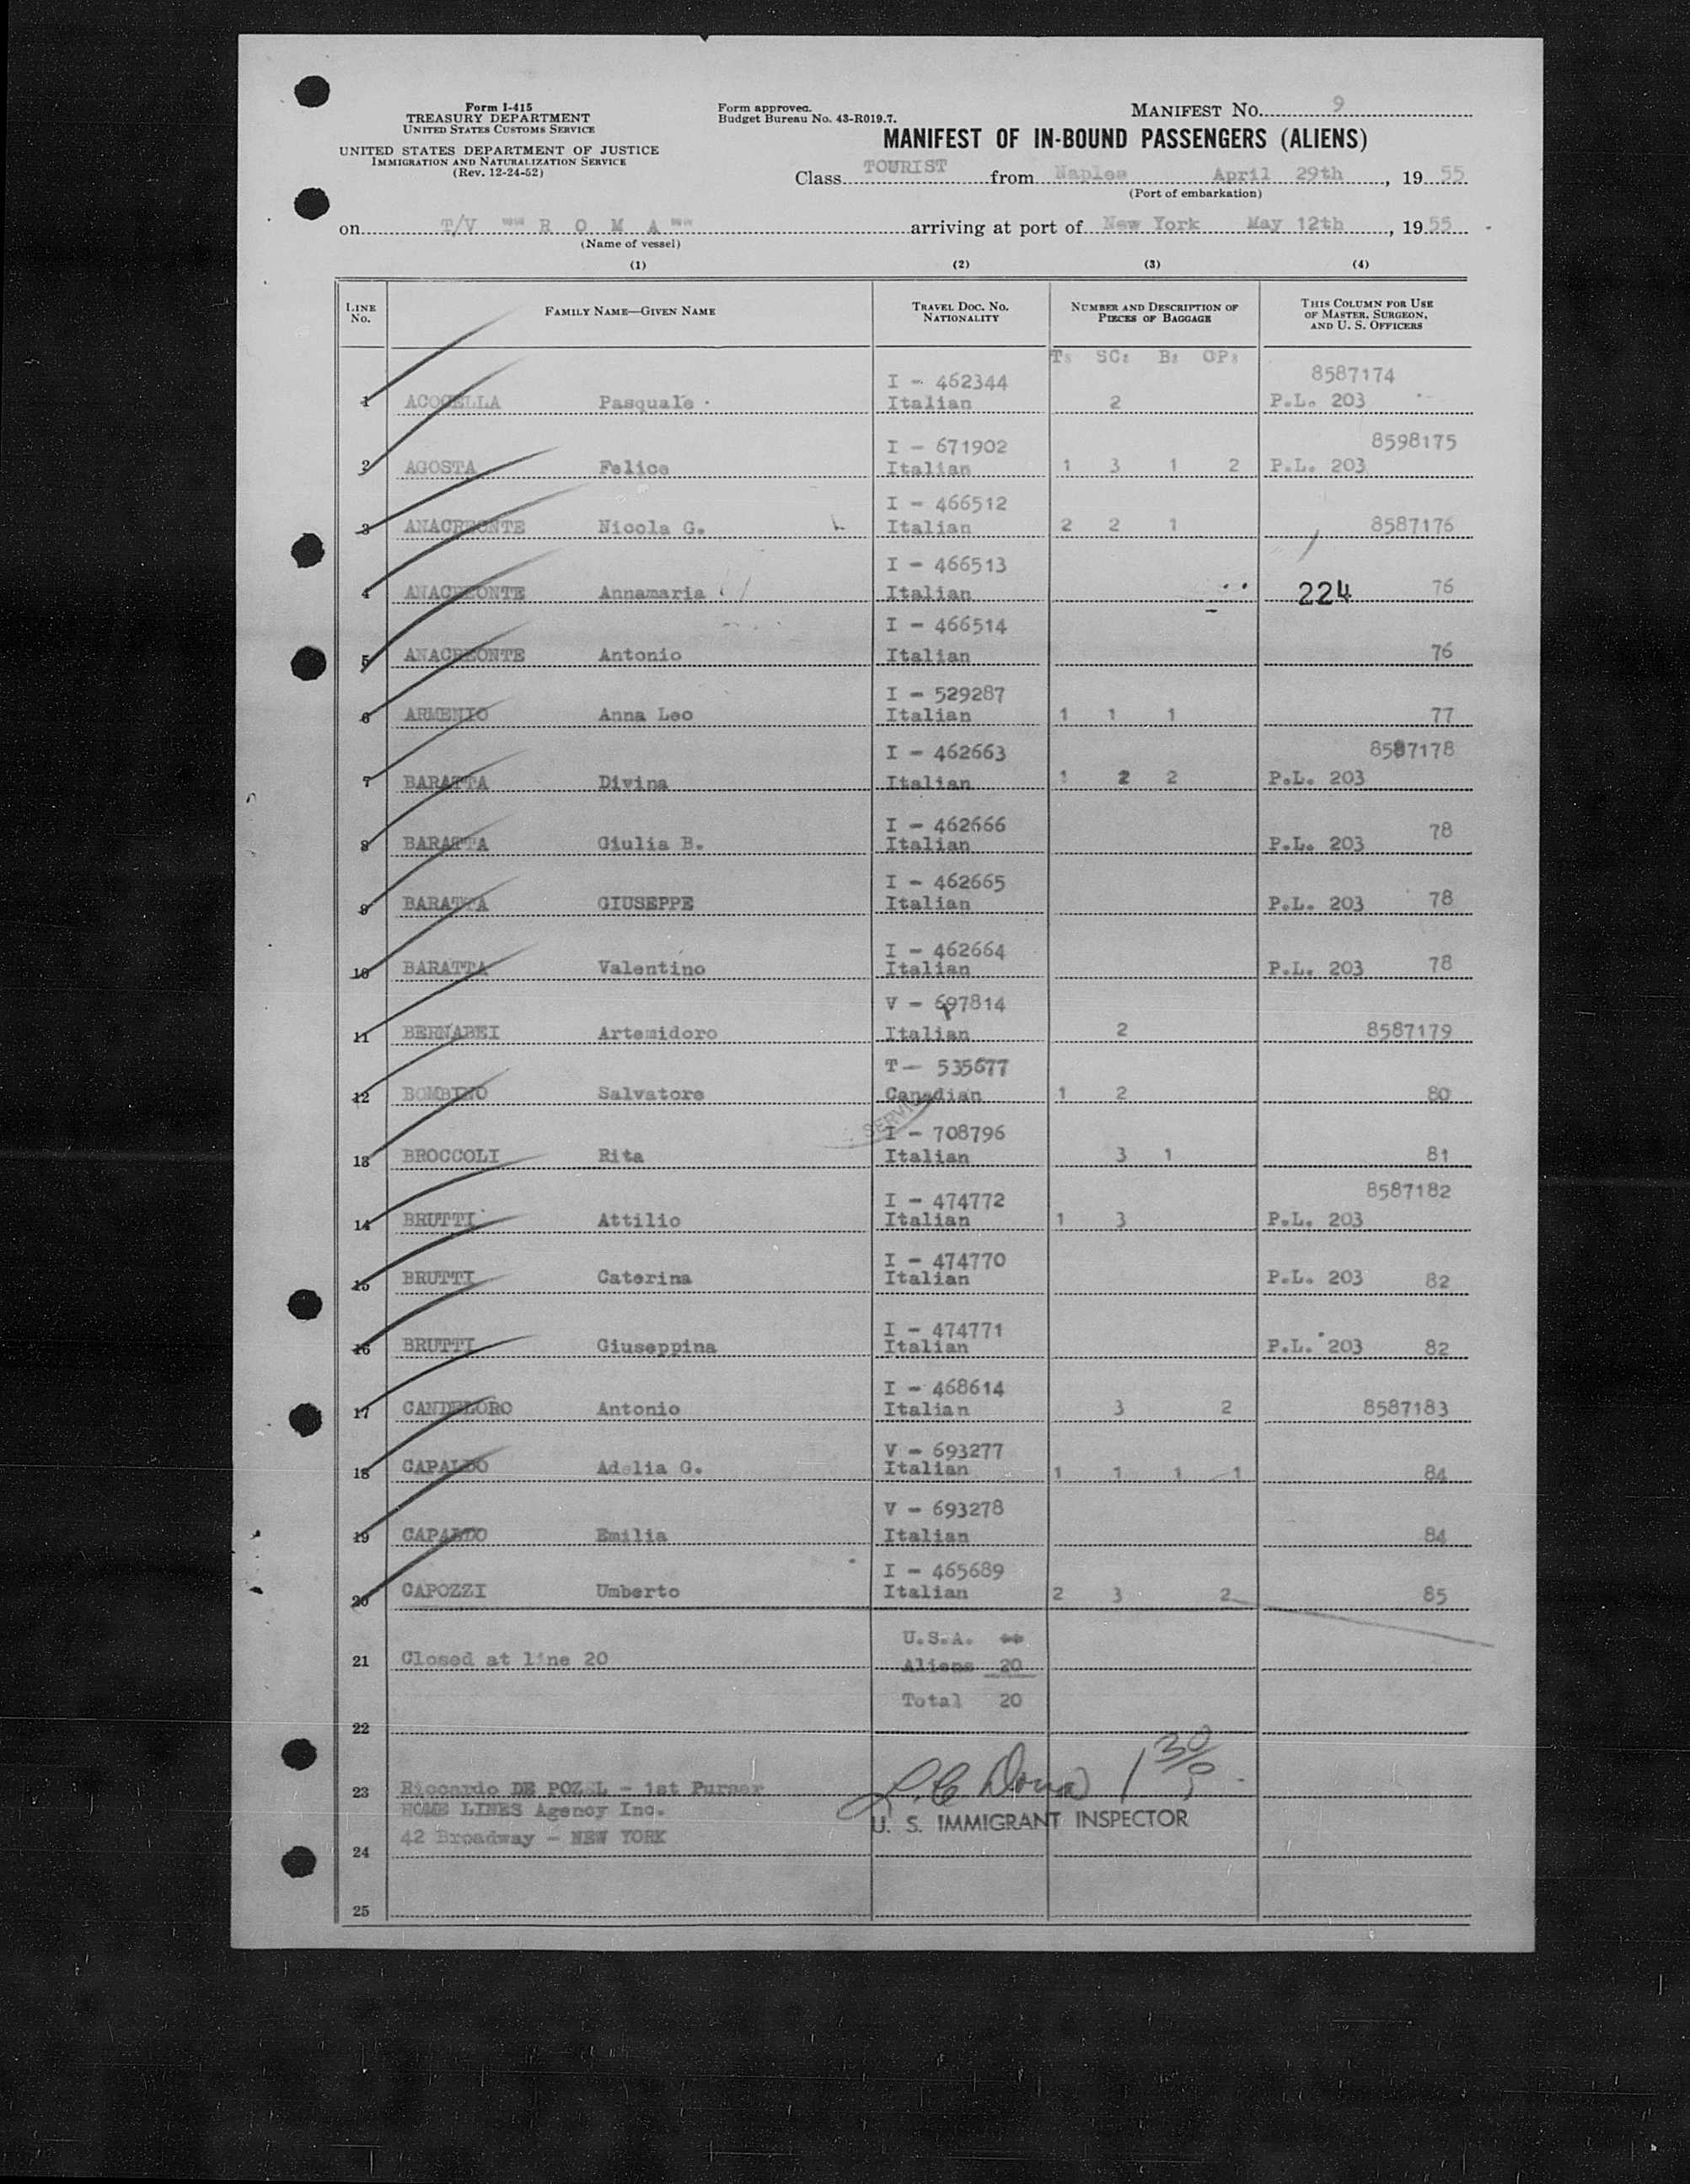 Form I-415
TREASURY DEPARTMENT
UNITED STATES CUSTOMS SERVICE
UNITED STATES DEPARTMENT OF JUSTICE
IMMIGRATION AND NATURALIZATION SERVICE
(Rev. 12-24-52)
Form approved.
Budget Bureau No. 43-R019.7.
MANIFEST NO. 9
MANIFEST OF IN-BOUND PASSENGERS (ALIENS)
Class TOURIST from Naples April 29th, 19 55
(Port of embarkation)
on T/V "" R O M A "" arriving at port of New York May 12th, 19 55
(Name of vessel)
(1) (2) (3) (4)
LINE No. FAMILY NAME—GIVEN NAME TRAVEL DOC. NO. NATIONALITY NUMBER AND DESCRIPTION OF PIECES OF BAGGAGE THIS COLUMN FOR USE OF MASTER, SURGEON, AND U. S. OFFICERS
T: SC: B: OP:
I - 462344 8587174
1 ACOCELLA Pasquale Italian 2 P.L. 203
I - 671902 8598175
2 AGOSTA Felice Italian 1 3 1 2 P.L. 203
I - 466512
3 ANACREONTE Nicola G. Italian 2 2 1 8587176
I - 466513
4 ANACREONTE Annamaria Italian 224 76
I - 466514
5 ANACREONTE Antonio Italian 76
I - 529287
6 ARMENIO Anna Leo Italian 1 1 1 77
I - 462663 8587178
7 BARATTA Divina Italian 1 2 2 P.L. 203
I - 462666
8 BARATTA Giulia B. Italian P.L. 203 78
I - 462665
9 BARATTA GIUSEPPE Italian P.L. 203 78
I - 462664
10 BARATTA Valentino Italian P.L. 203 78
V - 697814
11 BERNABEI Artemidoro Italian 2 8587179
T - 535677
12 BOMBINO Salvatore Canadian 1 2 80
I - 708796
13 BROCCOLI Rita Italian 3 1 81
I - 474772 8587182
14 BRUTTI Attilio Italian 1 3 P.L. 203
I - 474770
15 BRUTTI Caterina Italian P.L. 203 82
I - 474771
16 BRUTTI Giuseppina Italian P.L. 203 82
I - 468614
17 CANDELORO Antonio Italian 3 2 8587183
V - 693277
18 CAPALDO Adelia G. Italian 1 1 1 1 84
V - 693278
19 CAPALDO Emilia Italian 84
I - 465689
20 CAPOZZI Umberto Italian 2 3 2 85
U.S.A.
21 Closed at line 20 Aliens 20
Total 20
22
23 Riccardo DE POZEL - 1st Purser
HOME LINES Agency Inc.
U. S. IMMIGRANT INSPECTOR
42 Broadway - NEW YORK
24
25